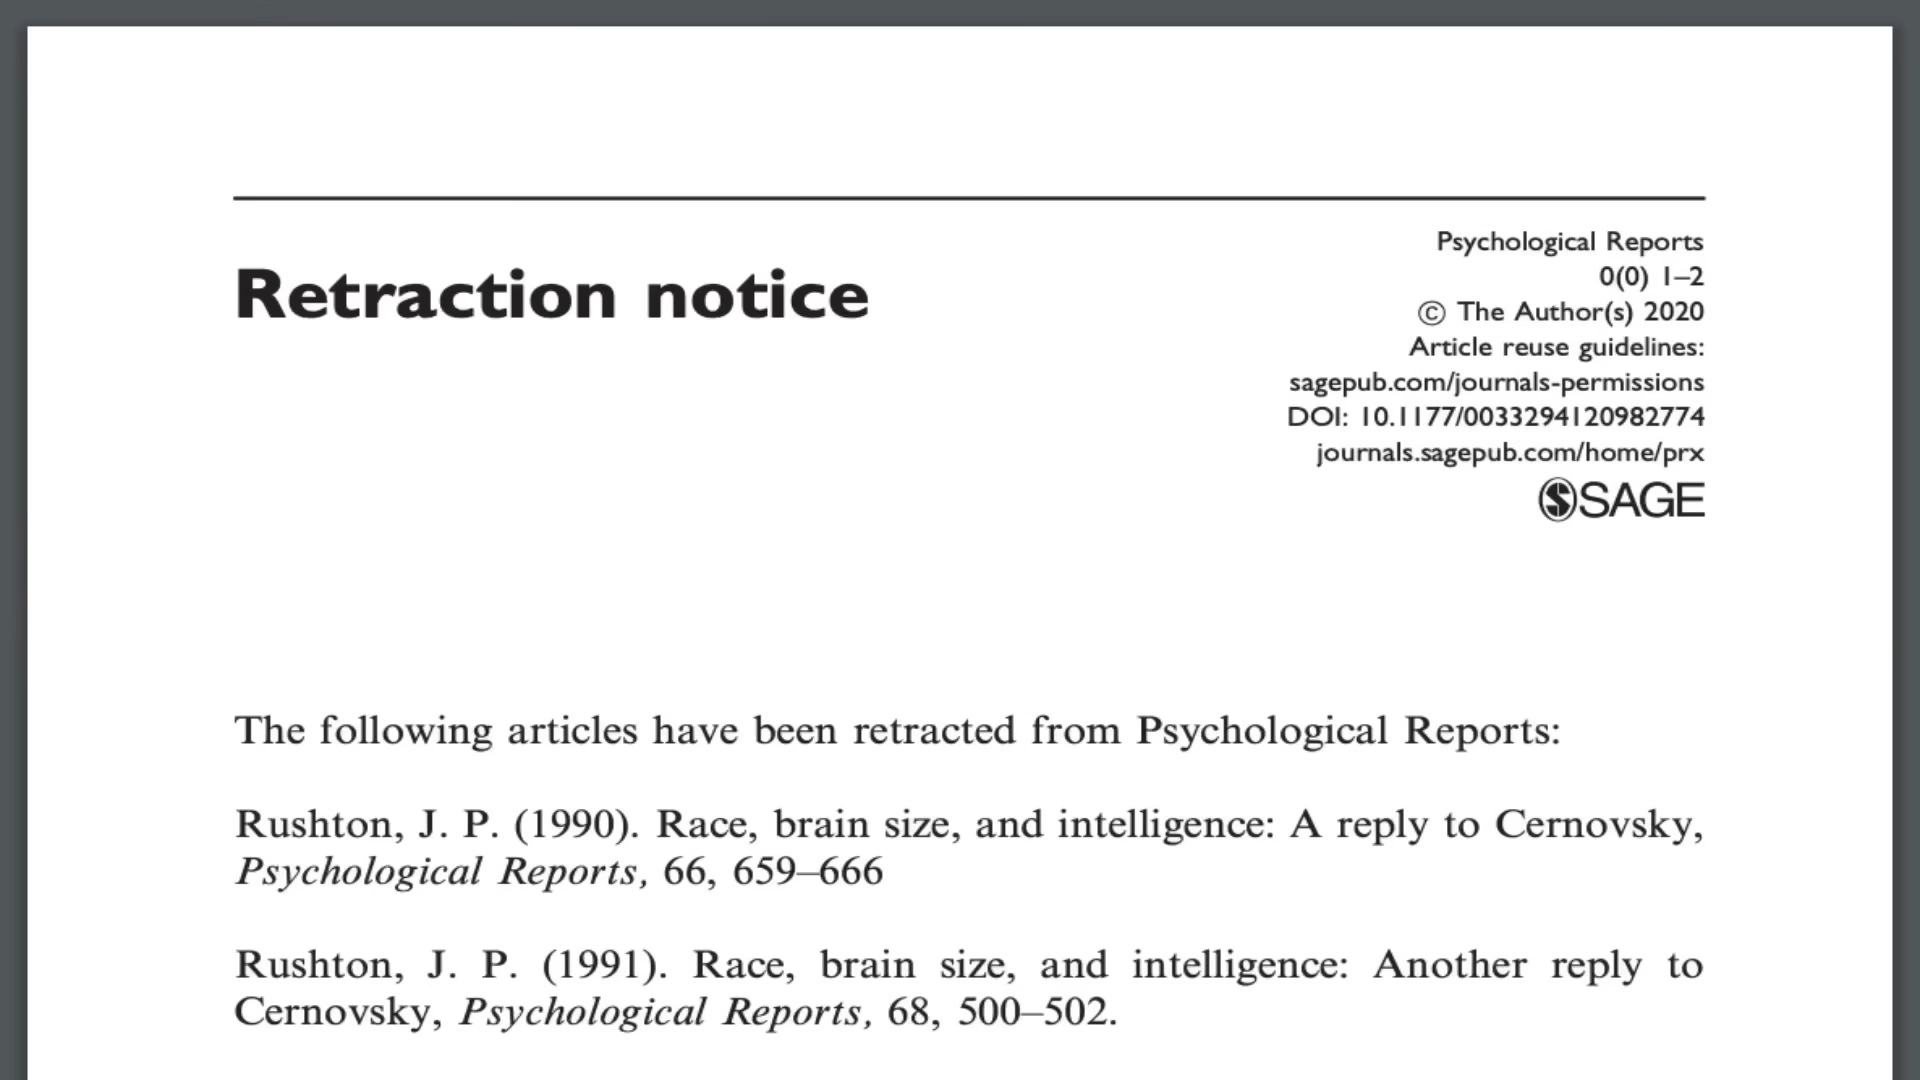 Retraction notice
Psychological Reports
0(0) 1–2
© The Author(s) 2020
Article reuse guidelines:
sagepub.com/journals-permissions
DOI: 10.1177/0033294120982774
journals.sagepub.com/home/prx
SAGE
The following articles have been retracted from Psychological Reports:
Rushton, J. P. (1990). Race, brain size, and intelligence: A reply to Cernovsky,
Psychological Reports, 66, 659–666
Rushton, J. P. (1991). Race, brain size, and intelligence: Another reply to
Cernovsky, Psychological Reports, 68, 500–502.